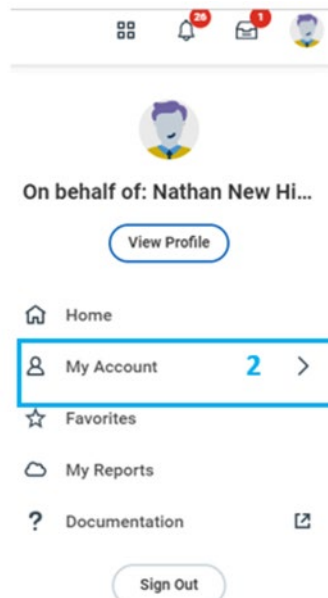 26 1
On behalf of: Nathan New Hi...
View Profile
Home
My Account 2
Favorites
My Reports
? Documentation
Sign Out